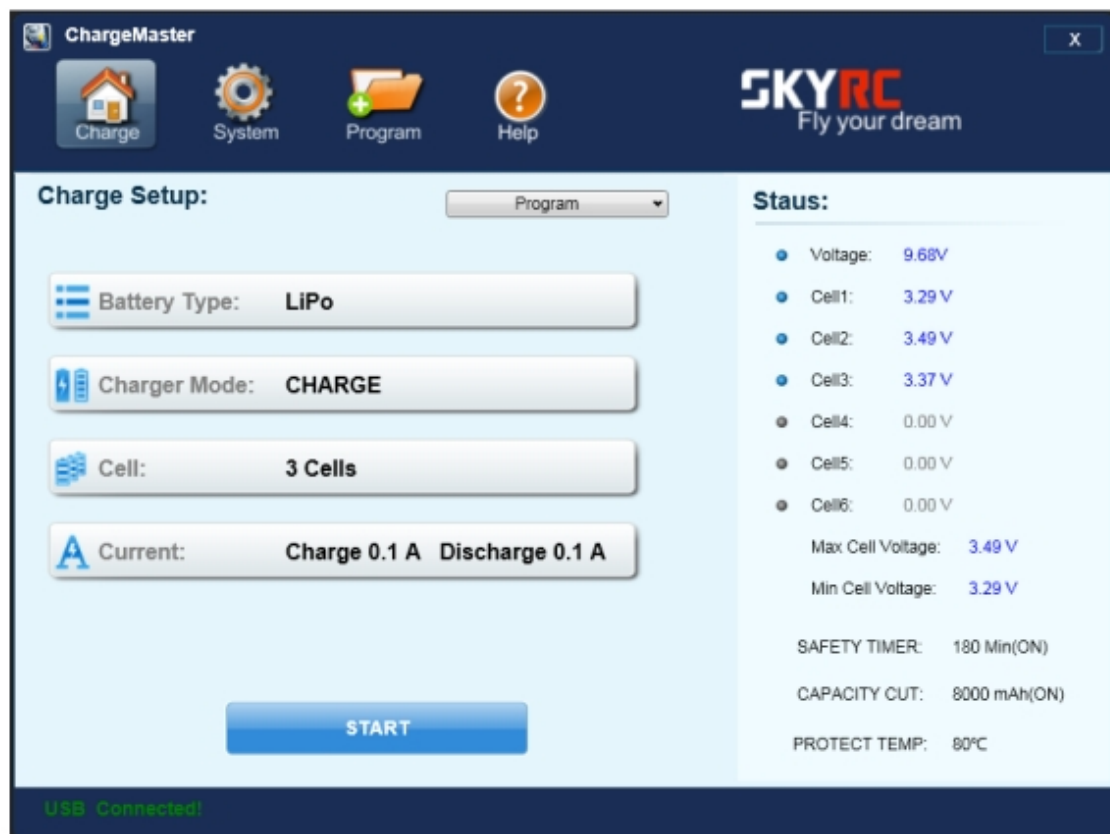 ChargeMaster
X
Charge System Program Help
SKYRC
Fly your dream
Charge Setup:
Program
Battery Type: LiPo
Charger Mode: CHARGE
Cell: 3 Cells
Current: Charge 0.1 A Discharge 0.1 A
START
Staus:
Voltage: 9.68V
Cell1: 3.29 V
Cell2: 3.49 V
Cell3: 3.37 V
Cell4: 0.00 V
Cell5: 0.00 V
Cell6: 0.00 V
Max Cell Voltage: 3.49 V
Min Cell Voltage: 3.29 V
SAFETY TIMER: 180 Min(ON)
CAPACITY CUT: 8000 mAh(ON)
PROTECT TEMP: 80℃
USB Connected!